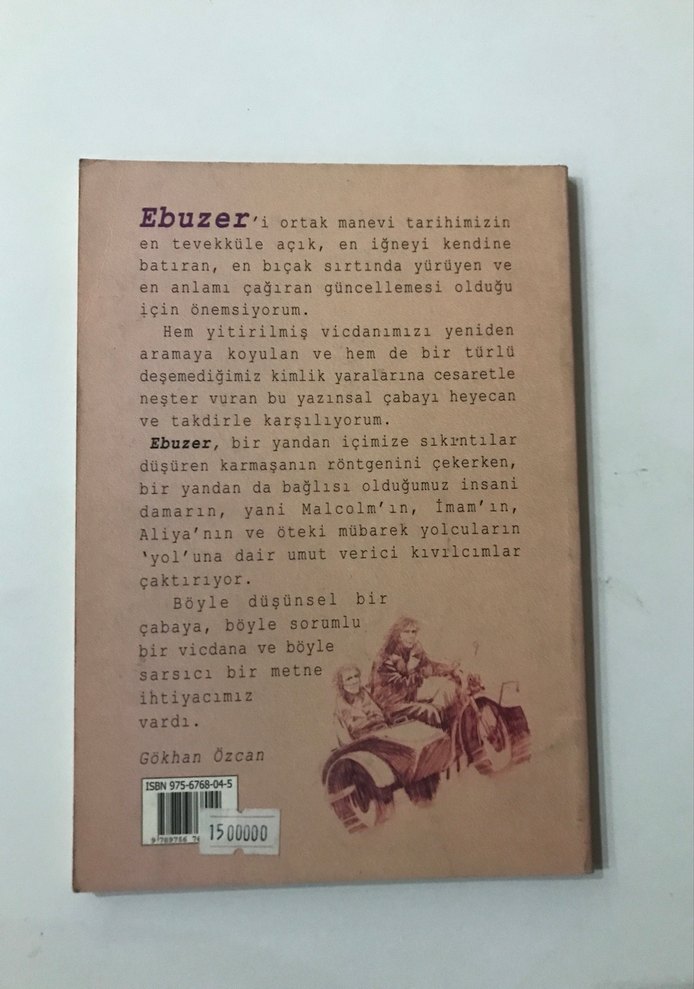 Ebuzer'i ortak manevi tarihimizin
en tevekküle açık, en iğneyi kendine
batıran, en bıçak sırtında yürüyen ve
en anlamı çağıran güncellemesi olduğu
için önemsiyorum.
Hem yitirilmiş vicdanımızı yeniden
aramaya koyulan ve hem de bir türlü
deşemediğimiz kimlik yaralarına cesaretle
neşter vuran bu yazınsal çabayı heyecan
ve takdirle karşılıyorum.
Ebuzer, bir yandan içimize sıkıntılar
düşüren karmaşanın röntgenini çekerken,
bir yandan da bağlısı olduğumuz insani
damarın, yani Malcolm'ın, İmam'ın,
Aliya'nın ve öteki mübarek yolcuların
'yol'una dair umut verici kıvılcımlar
çaktırıyor.
Böyle düşünsel bir
çabaya, böyle sorumlu
bir vicdana ve böyle
sarsıcı bir metne
ihtiyacımız
vardı.
Gökhan Özcan
ISBN 975-6768-04-5
1500000